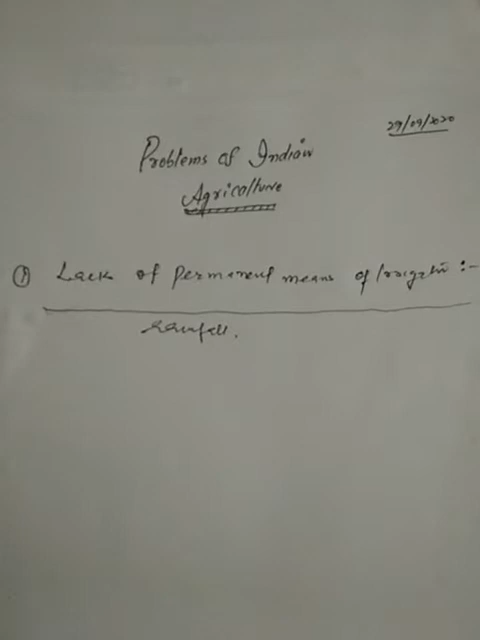 29/09/2020
Problems of Indian
Agriculture
① Lack of permanent means of Irrigation :-
rainfall.